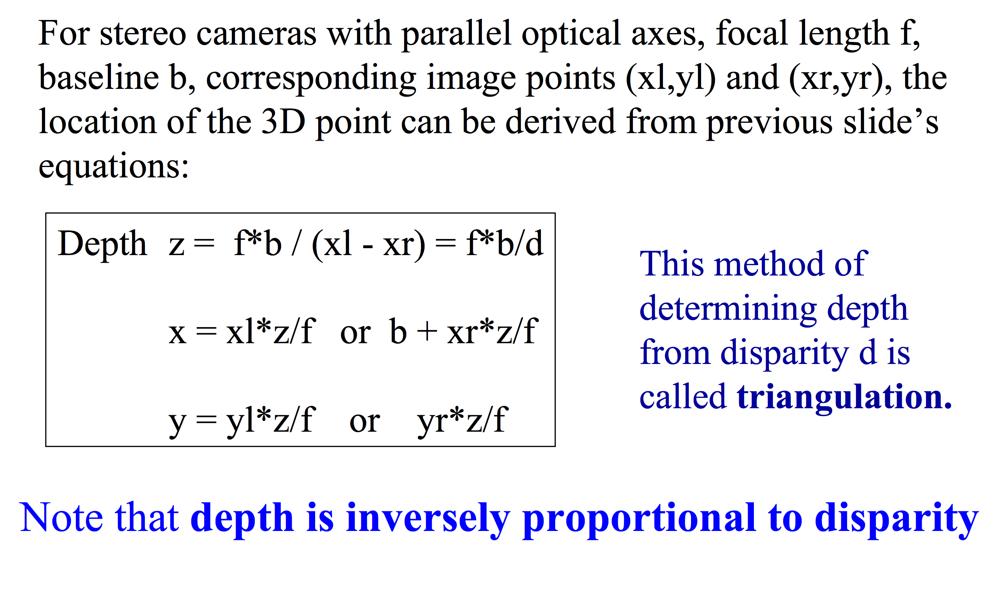 For stereo cameras with parallel optical axes, focal length f,
baseline b, corresponding image points (xl,yl) and (xr,yr), the
location of the 3D point can be derived from previous slide’s
equations:
Depth z = f*b / (xl - xr) = f*b/d
x = xl*z/f or b + xr*z/f
y = yl*z/f or yr*z/f
This method of
determining depth
from disparity d is
called triangulation.
Note that depth is inversely proportional to disparity